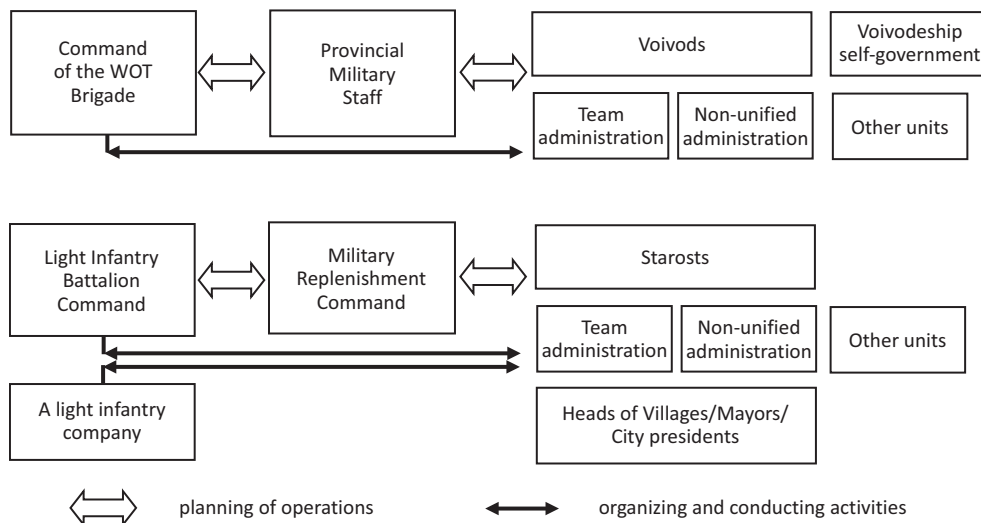 Command
of the WOT
Brigade
Provincial
Military
Staff
Voivods
Voivodeship
self-government
Team
administration
Non-unified
administration
Other units
Light Infantry
Battalion
Command
Military
Replenishment
Command
Starosts
Team
administration
Non-unified
administration
Other units
A light infantry
company
Heads of Villages/Mayors/
City presidents
planning of operations
organizing and conducting activities